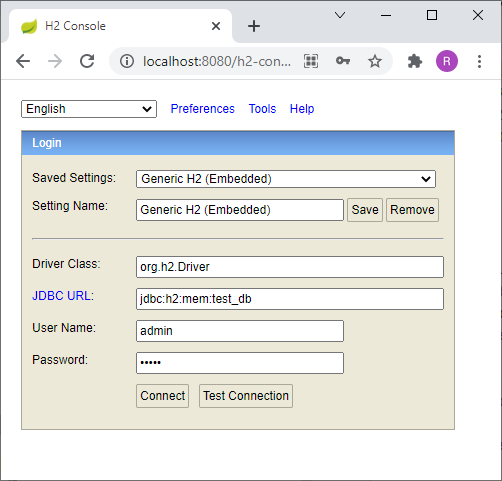 H2 Console
localhost:8080/h2-con...
R
English Preferences Tools Help
Login
Saved Settings: Generic H2 (Embedded)
Setting Name: Generic H2 (Embedded) Save Remove
Driver Class: org.h2.Driver
JDBC URL: jdbc:h2:mem:test_db
User Name: admin
Password: •••••
Connect Test Connection